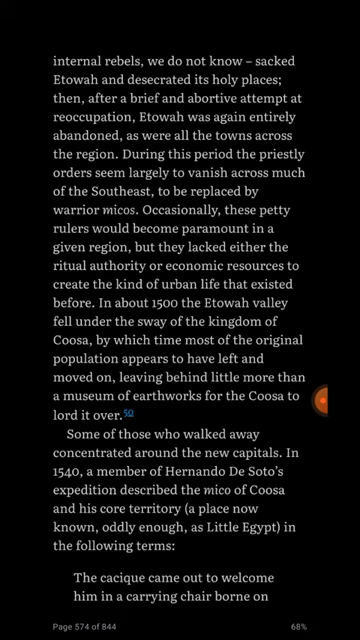 internal rebels, we do not know – sacked
Etowah and desecrated its holy places;
then, after a brief and abortive attempt at
reoccupation, Etowah was again entirely
abandoned, as were all the towns across
the region. During this period the priestly
orders seem largely to vanish across much
of the Southeast, to be replaced by
warrior micos. Occasionally, these petty
rulers would become paramount in a
given region, but they lacked either the
ritual authority or economic resources to
create the kind of urban life that existed
before. In about 1500 the Etowah valley
fell under the sway of the kingdom of
Coosa, by which time most of the original
population appears to have left and
moved on, leaving behind little more than
a museum of earthworks for the Coosa to
lord it over.50
Some of those who walked away
concentrated around the new capitals. In
1540, a member of Hernando De Soto's
expedition described the mico of Coosa
and his core territory (a place now
known, oddly enough, as Little Egypt) in
the following terms:
The cacique came out to welcome
him in a carrying chair borne on
Page 574 of 844 68%